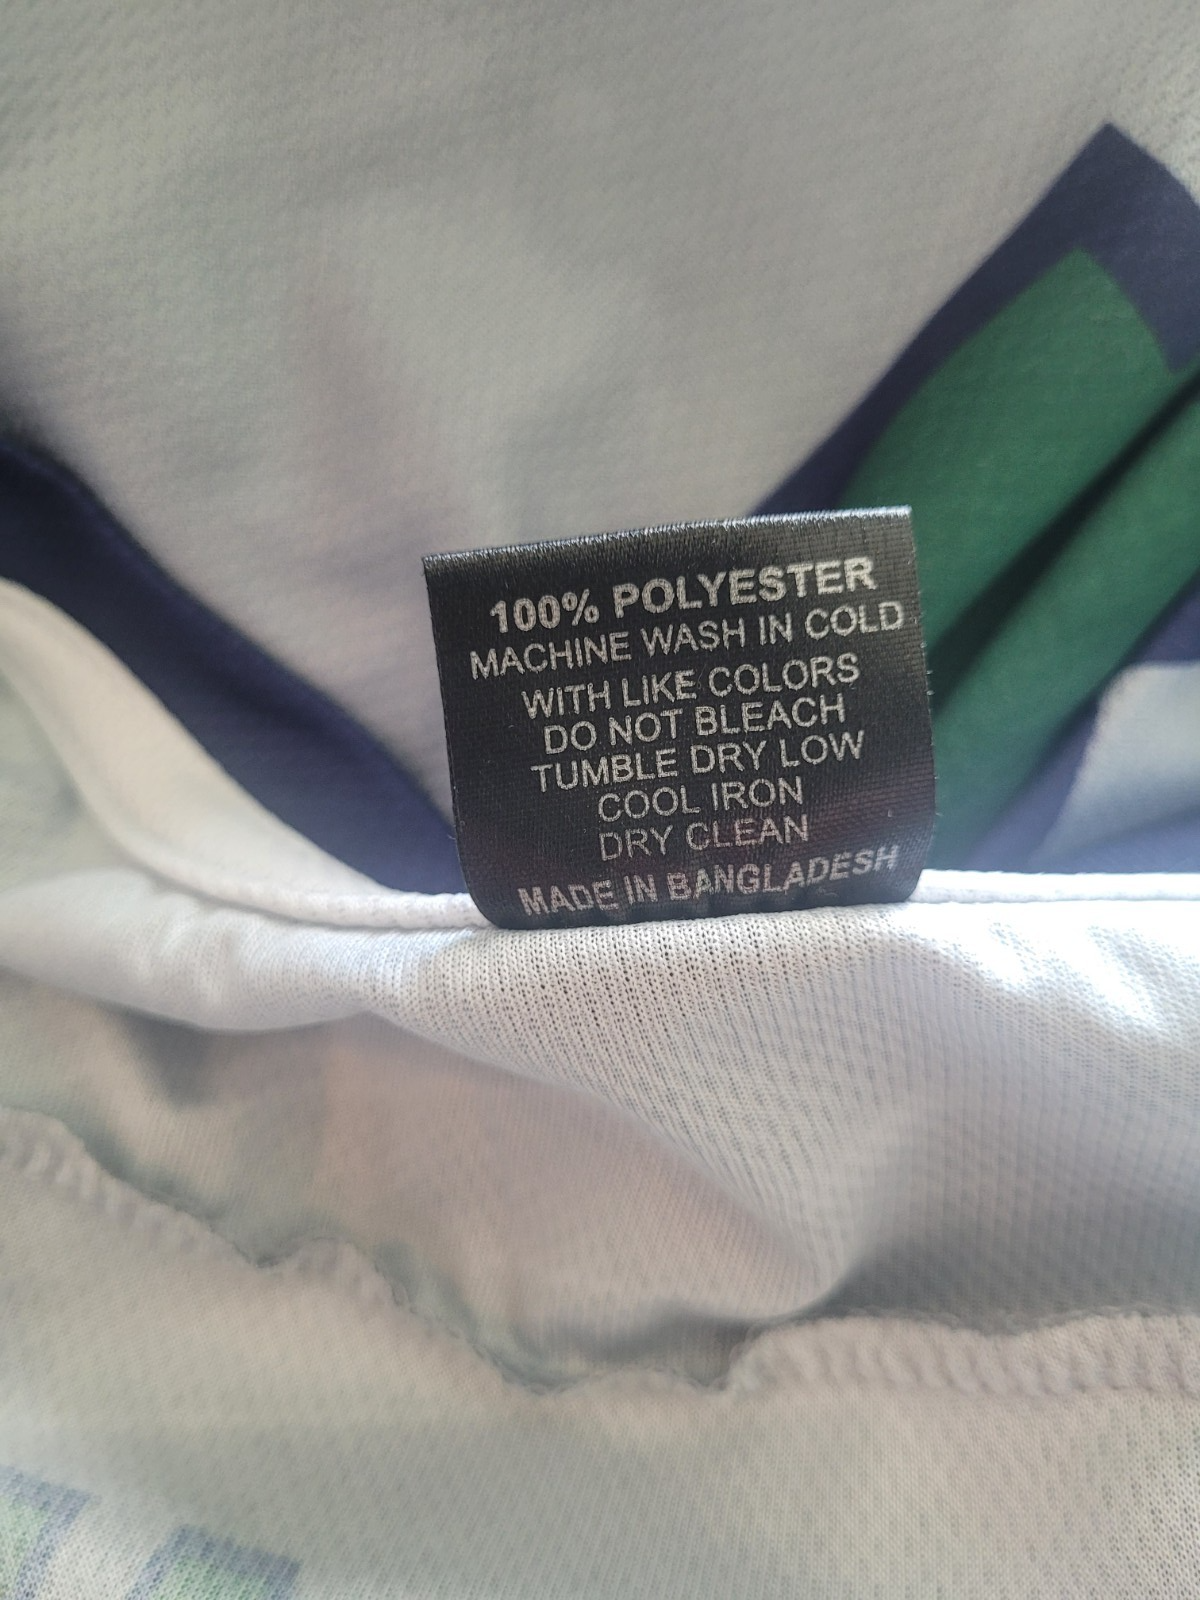 100% POLYESTER
MACHINE WASH IN COLD
WITH LIKE COLORS
DO NOT BLEACH
TUMBLE DRY LOW
COOL IRON
DRY CLEAN
MADE IN BANGLADESH